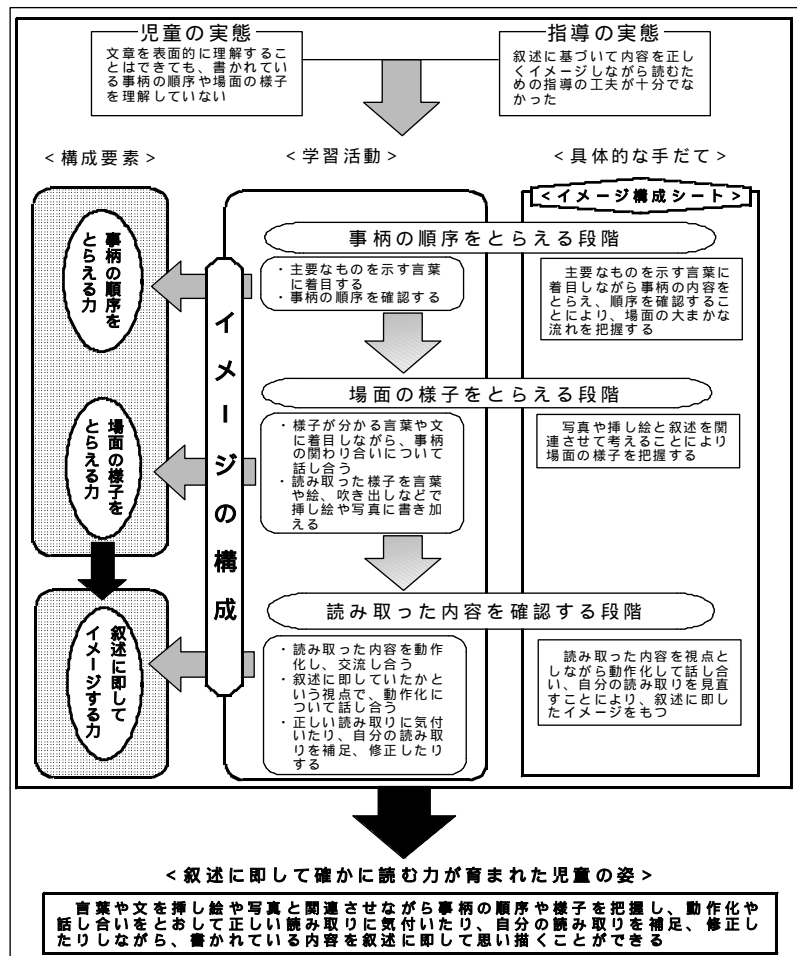 児童の実態
文章を表面的に理解するこ
とはできても、書かれている
事柄の順序や場面の様子
を理解していない
指導の実態
叙述に基づいて内容を正し
くイメージしながら読むた
めの指導の工夫が十分でな
かった
＜構成要素＞
＜学習活動＞
＜具体的な手だて＞
＜イメージ構成シート＞
事柄の順序を
とらえる力
場面の様子を
とらえる力
叙述に即して
イメージする力
イメージの構成
事柄の順序をとらえる段階
・主要なものを示す言葉
に着目する
・事柄の順序を確認する
主要なものを示す言葉に
着目しながら事柄の内容を
とらえ、順序を確認するこ
とにより、場面の大まかな
流れを把握する
場面の様子をとらえる段階
・様子が分かる言葉や文
に着目しながら、事柄
の関わり合いについて
話し合う
・読み取った様子を言葉
や絵、吹き出しなどで
挿し絵や写真に書き加
える
写真や挿し絵と叙述を関
連させて考えることにより
場面の様子を把握する
読み取った内容を確認する段階
・読み取った内容を動作
化し、交流し合う
・叙述に即していたかと
いう視点で、動作化に
ついて話し合う
・正しい読み取りに気付
いたり、自分の読み取
りを補足、修正したり
する
読み取った内容を視点と
しながら動作化して話し合
い、自分の読み取りを見直
すことにより、叙述に即し
たイメージをもつ
＜叙述に即して確かに読む力が育まれた児童の姿＞
言葉や文を挿し絵や写真と関連させながら事柄の順序や様子を把握し、動作化や
話し合いをとおして正しい読み取りに気付いたり、自分の読み取りを補足、修正し
たりしながら、書かれている内容を叙述に即して思い描くことができる